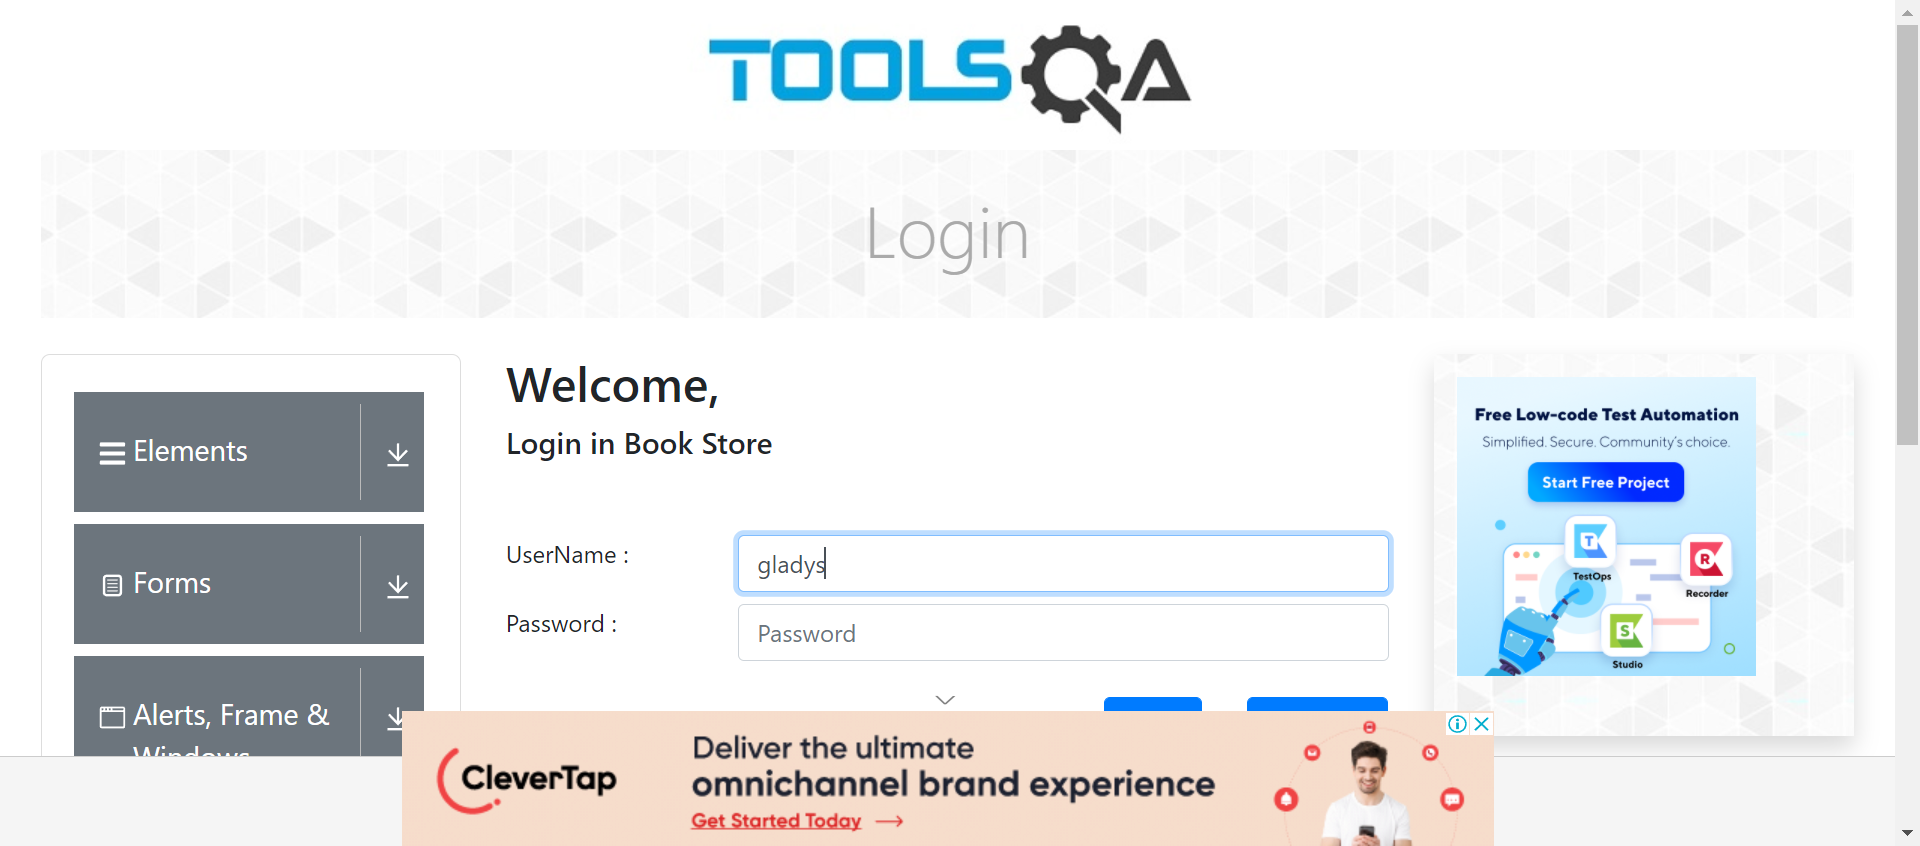 TOOLSQA
Login
Elements
Forms
Alerts, Frame &
Windows
Welcome,
Login in Book Store
UserName :
gladys
Password :
Password
Free Low-code Test Automation
Simplified. Secure. Community's choice.
Start Free Project
TestOps
Recorder
Studio
CleverTap
Deliver the ultimate
omnichannel brand experience
Get Started Today